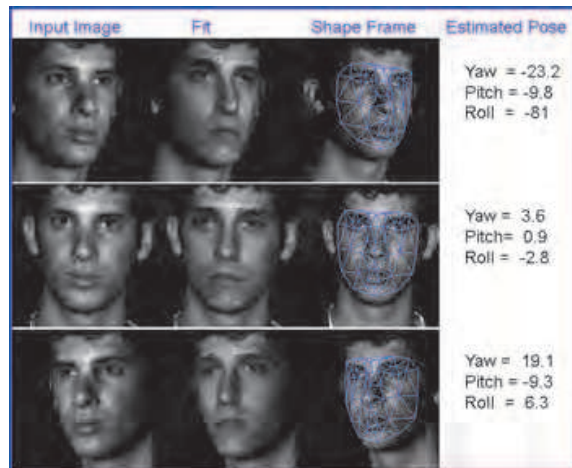 Input Image Fit Shape Frame Estimated Pose
Yaw = -23.2
Pitch = -9.8
Roll = -81
Yaw = 3.6
Pitch= 0.9
Roll = -2.8
Yaw = 19.1
Pitch = -9.3
Roll = 6.3